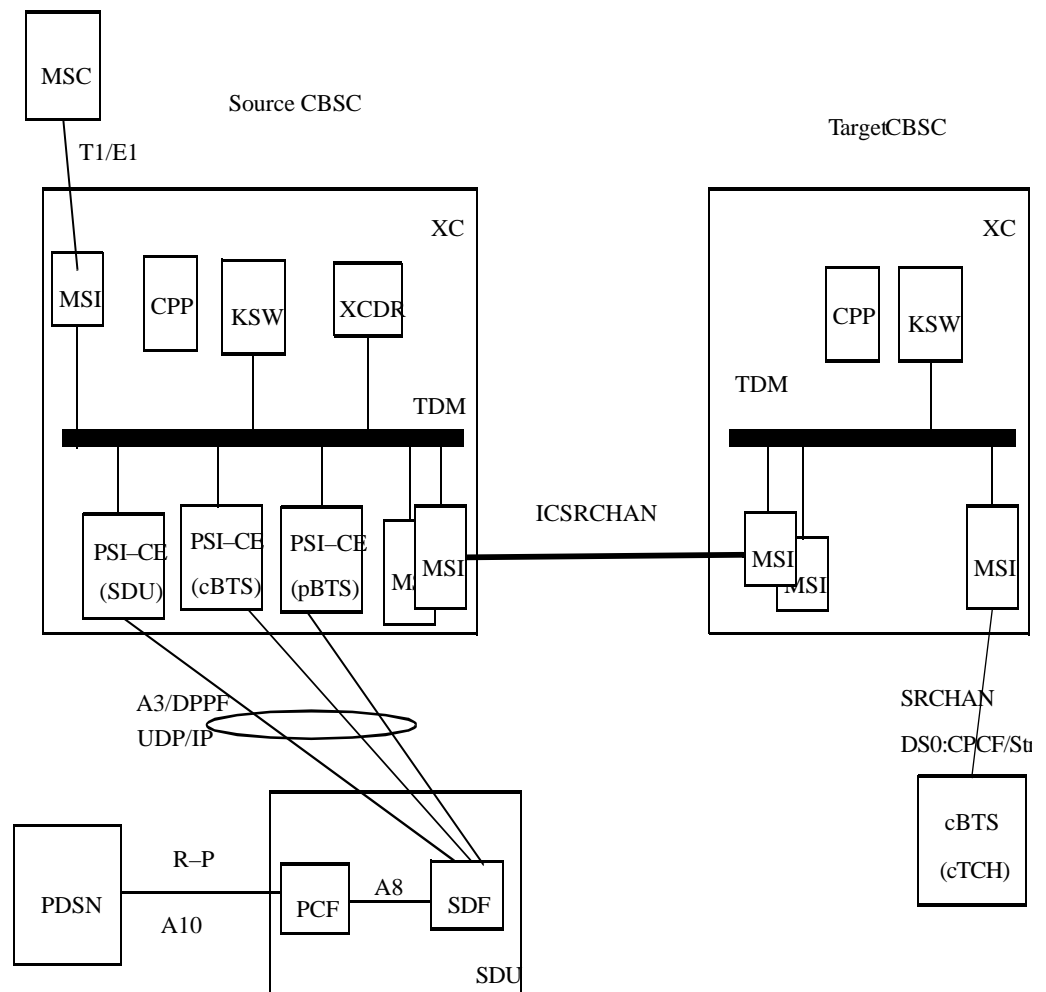 MSC
Source CBSC
TargetCBSC
T1/E1
XC
XC
MSI
CPP
KSW
XCDR
CPP
KSW
TDM
TDM
ICSRCHAN
PSI–CE
(SDU)
PSI–CE
(cBTS)
PSI–CE
(pBTS)
MSI
MSI
MSI
MSI
A3/DPPF
UDP/IP
SRCHAN
DS0:CPCF/
cBTS
(cTCH)
R–P
A10
PDSN
PCF
A8
SDF
SDU